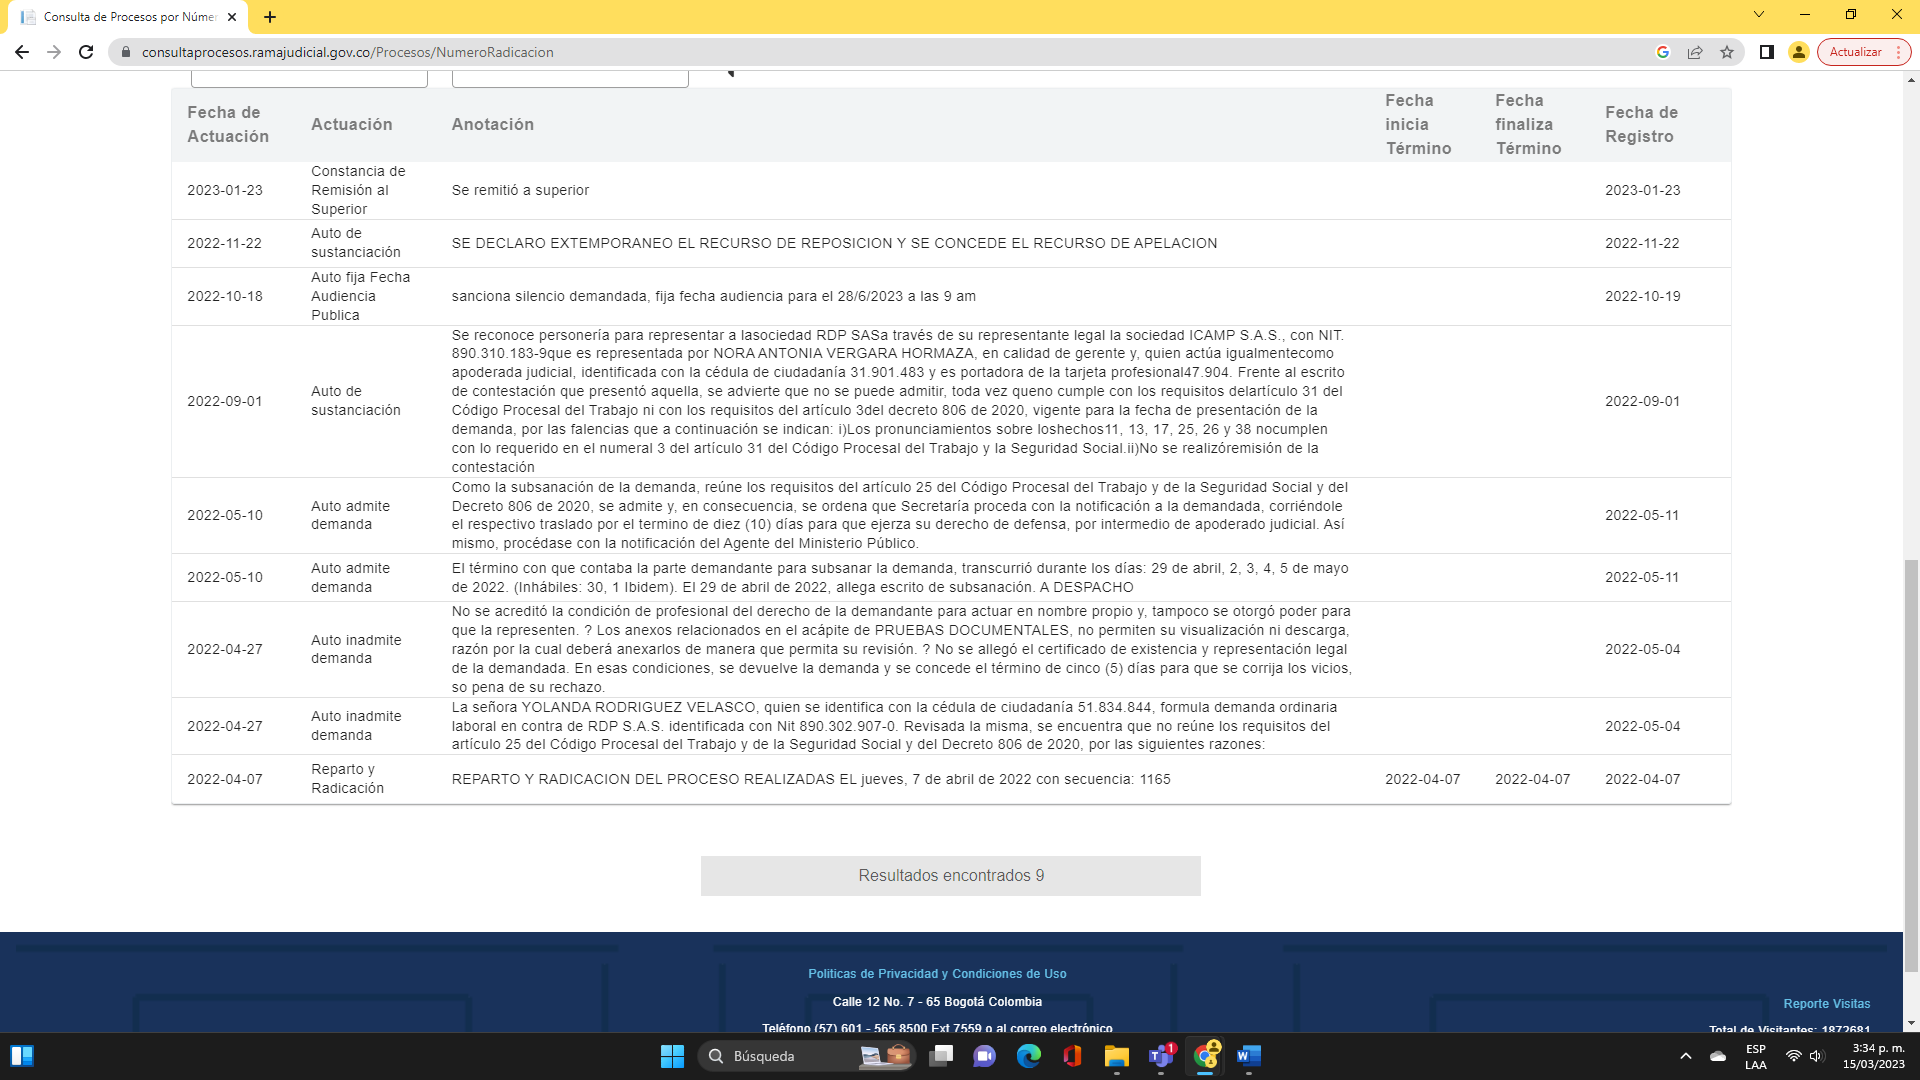 Consulta de Procesos por Númer
consultaprocesos.ramajudicial.gov.co/Procesos/NumeroRadicacion
Actualizar
Fecha de
Actuación
Actuación
Anotación
Fecha
inicia
Término
Fecha
finaliza
Término
Fecha de
Registro
2023-01-23
Constancia de
Remisión al
Superior
Se remitió a superior
2023-01-23
2022-11-22
Auto de
sustanciación
SE DECLARO EXTEMPORANEO EL RECURSO DE REPOSICION Y SE CONCEDE EL RECURSO DE APELACION
2022-11-22
2022-10-18
Auto fija Fecha
Audiencia
Publica
sanciona silencio demandada, fija fecha audiencia para el 28/6/2023 a las 9 am
2022-10-19
2022-09-01
Auto de
sustanciación
Se reconoce personería para representar a lasociedad RDP SASa través de su representante legal la sociedad ICAMP S.A.S., con NIT.
890.310.183-9que es representada por NORA ANTONIA VERGARA HORMAZA, en calidad de gerente y, quien actúa igualmentecomo
apoderada judicial, identificada con la cédula de ciudadanía 31.901.483 y es portadora de la tarjeta profesional47.904. Frente al escrito
de contestación que presentó aquella, se advierte que no se puede admitir, toda vez queno cumple con los requisitos delartículo 31 del
Código Procesal del Trabajo ni con los requisitos del artículo 3del decreto 806 de 2020, vigente para la fecha de presentación de la
demanda, por las falencias que a continuación se indican: i)Los pronunciamientos sobre loshechos11, 13, 17, 25, 26 y 38 nocumplen
con lo requerido en el numeral 3 del artículo 31 del Código Procesal del Trabajo y la Seguridad Social.ii)No se realizóremisión de la
contestación
2022-09-01
2022-05-10
Auto admite
demanda
Como la subsanación de la demanda, reúne los requisitos del artículo 25 del Código Procesal del Trabajo y de la Seguridad Social y del
Decreto 806 de 2020, se admite y, en consecuencia, se ordena que Secretaría proceda con la notificación a la demandada, corriéndole
el respectivo traslado por el termino de diez (10) días para que ejerza su derecho de defensa, por intermedio de apoderado judicial. Así
mismo, procédase con la notificación del Agente del Ministerio Público.
2022-05-11
2022-05-10
Auto admite
demanda
El término con que contaba la parte demandante para subsanar la demanda, transcurrió durante los días: 29 de abril, 2, 3, 4, 5 de mayo
de 2022. (Inhábiles: 30, 1 Ibidem). El 29 de abril de 2022, allega escrito de subsanación. A DESPACHO
2022-05-11
2022-04-27
Auto inadmite
demanda
No se acreditó la condición de profesional del derecho de la demandante para actuar en nombre propio y, tampoco se otorgó poder para
que la representen. ? Los anexos relacionados en el acápite de PRUEBAS DOCUMENTALES, no permiten su visualización ni descarga,
razón por la cual deberá anexarlos de manera que permita su revisión. ? No se allegó el certificado de existencia y representación legal
de la demandada. En esas condiciones, se devuelve la demanda y se concede el término de cinco (5) días para que se corrija los vicios,
so pena de su rechazo.
2022-05-04
2022-04-27
Auto inadmite
demanda
La señora YOLANDA RODRIGUEZ VELASCO, quien se identifica con la cédula de ciudadanía 51.834.844, formula demanda ordinaria
laboral en contra de RDP S.A.S. identificada con Nit 890.302.907-0. Revisada la misma, se encuentra que no reúne los requisitos del
artículo 25 del Código Procesal del Trabajo y de la Seguridad Social y del Decreto 806 de 2020, por las siguientes razones:
2022-05-04
2022-04-07
Reparto y
Radicación
REPARTO Y RADICACION DEL PROCESO REALIZADAS EL jueves, 7 de abril de 2022 con secuencia: 1165
2022-04-07
2022-04-07
2022-04-07
Resultados encontrados 9
Politicas de Privacidad y Condiciones de Uso
Calle 12 No. 7 - 65 Bogotá Colombia
Teléfono (57) 601 - 565 8500 Ext 7559 o al correo electrónico
Reporte Visitas
Total de Visitantes: 1872681
Búsqueda
1
ESP
LAA
3:34 p. m.
15/03/2023